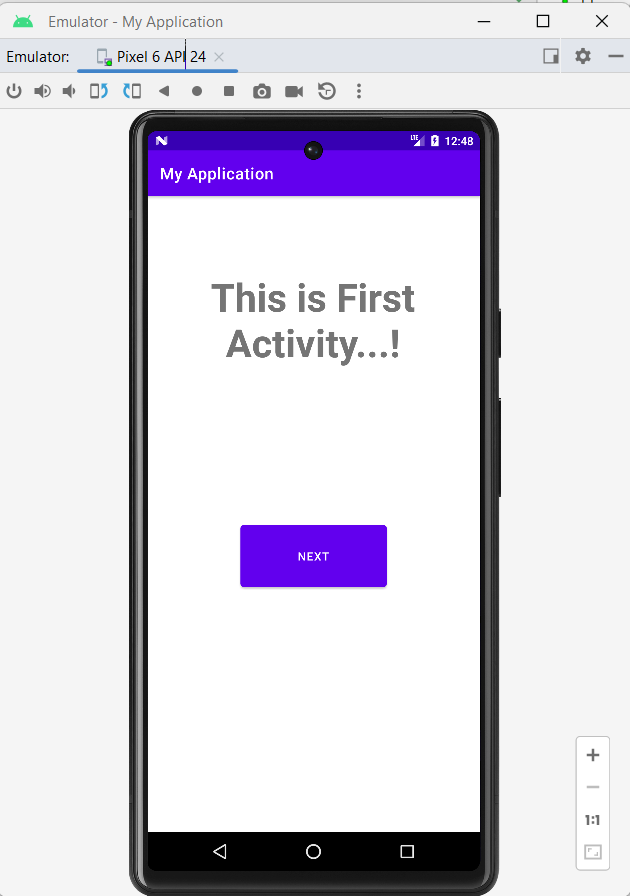 Emulator - My Application
Emulator: Pixel 6 API 24
LTE 12:48
My Application
This is First
Activity...!
NEXT
1:1